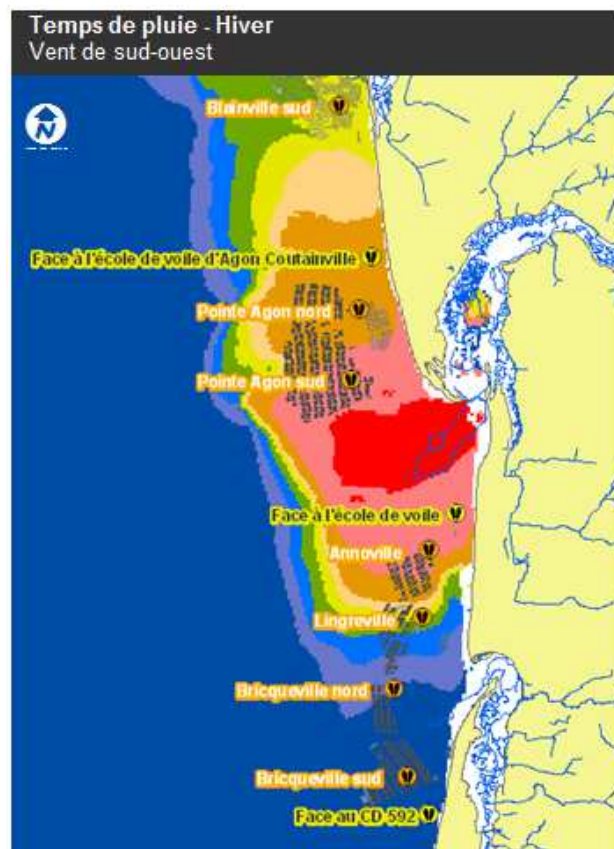 Temps de pluie - Hiver
Vent de sud-ouest
Blainville sud
N
Face à l'école de voile d'Agon Coutainville
Pointe Agon nord
Pointe Agon sud
Face à l'école de voile
Annoville
Lingreville
Bricqueville nord
Bricqueville sud
Face au CD 592